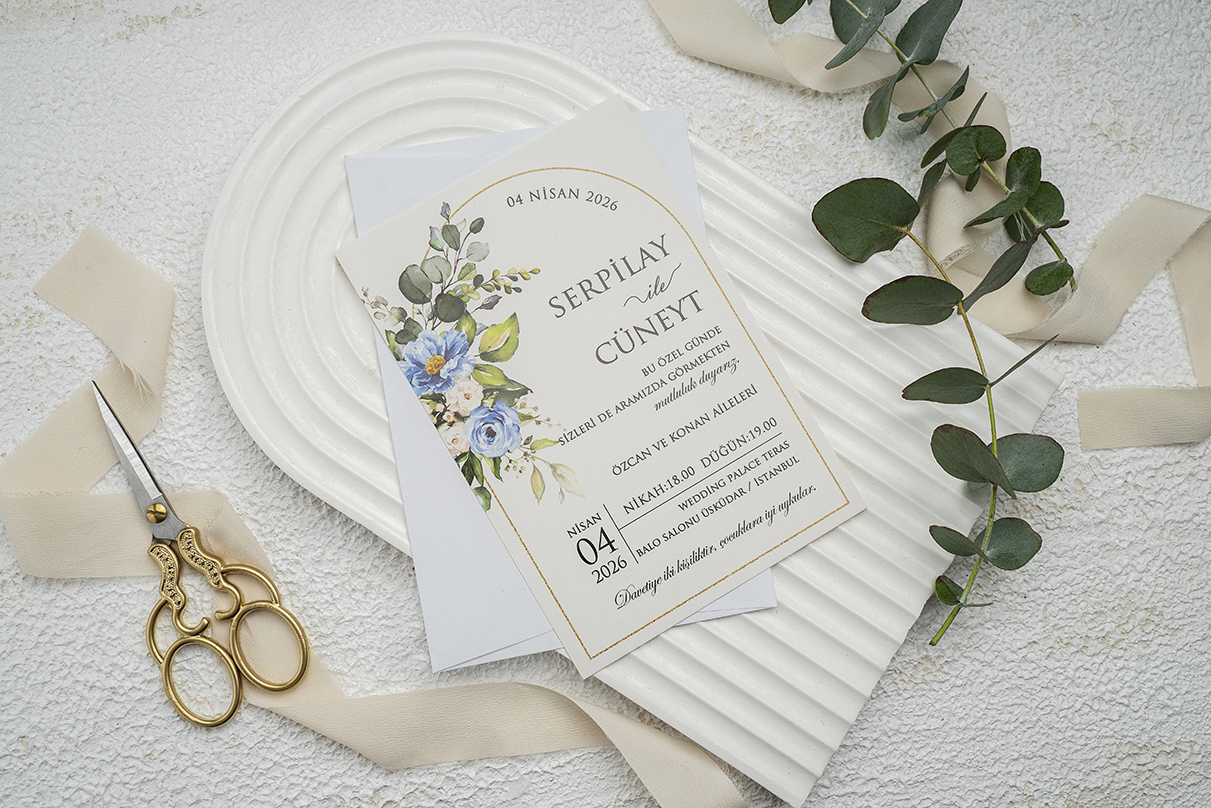 04 NİSAN 2026
SERPİLAY
ile
CÜNEYT
BU ÖZEL GÜNDE
SİZLERİ DE ARAMIZDA GÖRMEKTEN
mutluluk duyarız.
ÖZCAN VE KONAN AİLELERİ
NİKAH:18.00 DÜĞÜN:19.00
NİSAN
04
2026
WEDDING PALACE TERAS
BALO SALONU ÜSKÜDAR / İSTANBUL
Davetiye iki kişiliktir, çocuklara iyi uykular.